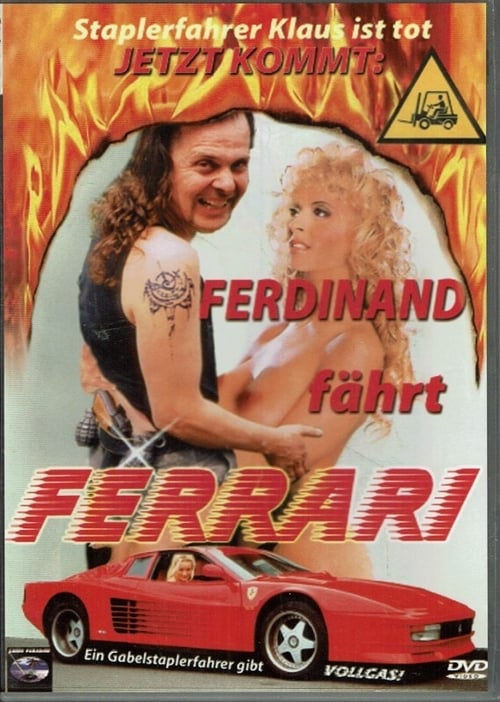 Staplerfahrer Klaus ist tot
JETZT KOMMT:
FERDINAND
fährt
FERRARI
Ein Gabelstaplerfahrer gibt VOLLGAS!
DVD
VIDEO